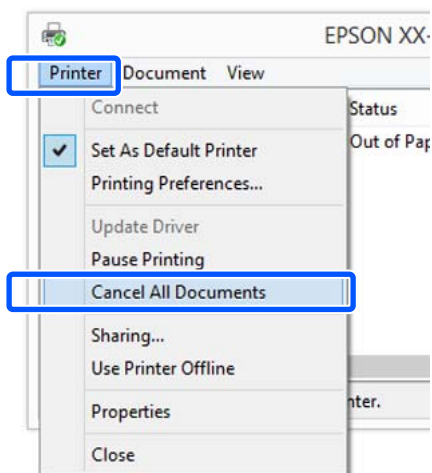 EPSON XX-
Printer Document View
Connect
Status
Set As Default Printer
Out of Pap
Printing Preferences...
Update Driver
Pause Printing
Cancel All Documents
Sharing...
Use Printer Offline
Properties
nter.
Close